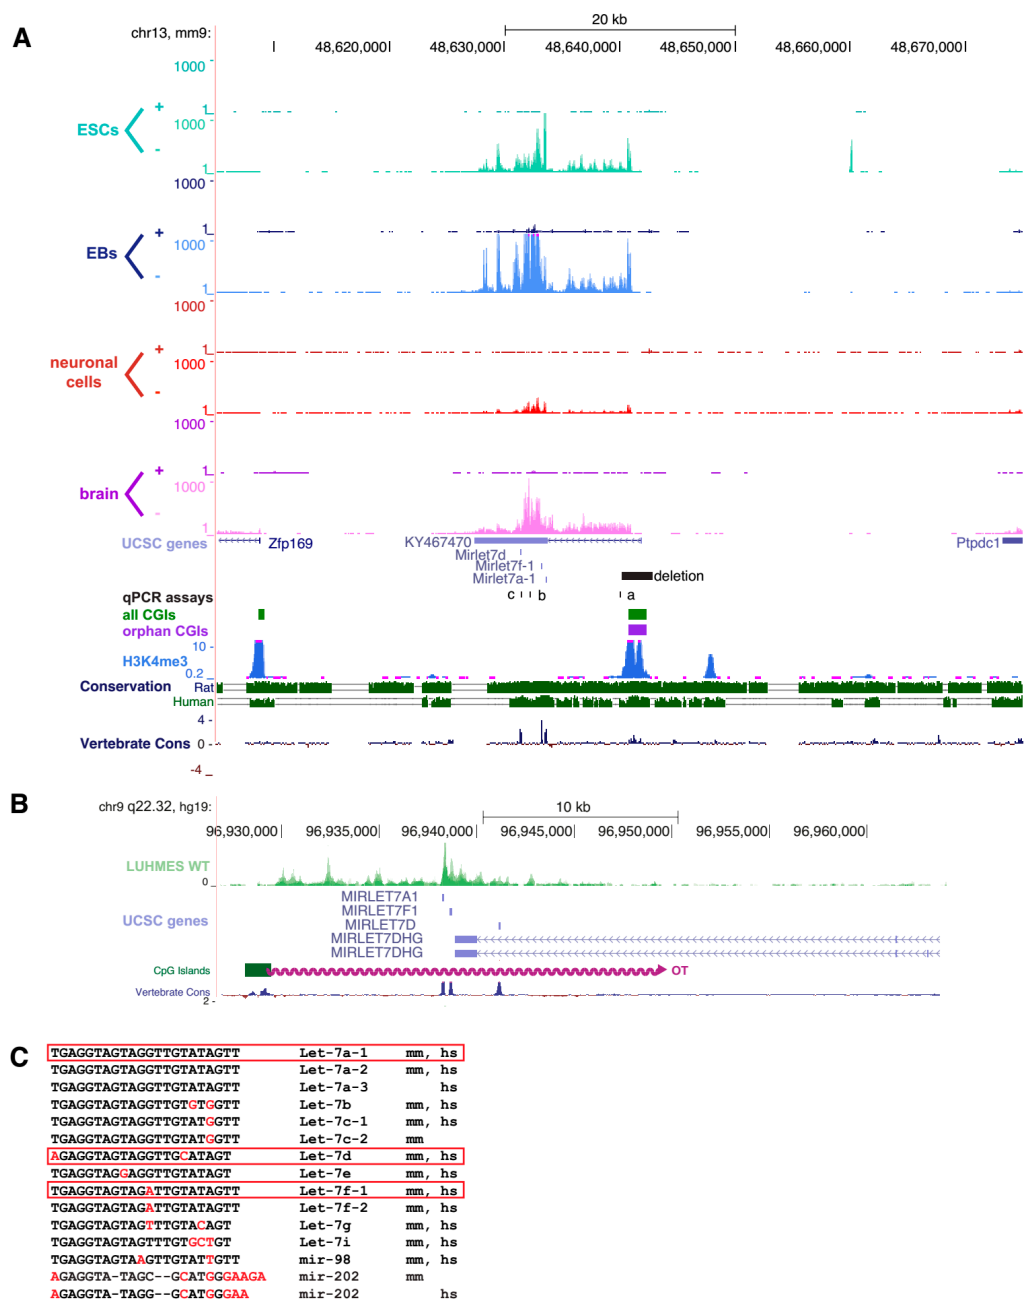 A
20 kb
chr13, mm9:
48,620,000
48,630,000
48,640,000
48,650,000
48,660,000
48,670,000
1000
ESCs
+
1
1000
-
1
1000
EBs
+
1
1000
-
1
1000
neuronal cells
+
1
1000
-
1
1000
brain
+
1
1000
-
1
UCSC genes
Zfp169
KY467470
Ptpdc1
Mirlet7d
Mirlet7f-1
Mirlet7a-1
deletion
qPCR assays
c
b
a
all CGIs
orphan CGIs
10
H3K4me3
0.2
Conservation
Rat
Human
4
Vertebrate Cons
0
-4
B
chr9 q22.32, hg19:
10 kb
96,930,000
96,935,000
96,940,000
96,945,000
96,950,000
96,955,000
96,960,000
LUHMES WT
0
MIRLET7A1
MIRLET7F1
UCSC genes
MIRLET7D
MIRLET7DHG
MIRLET7DHG
CpG Islands
OT
Vertebrate Cons
2
C
TGAGGTAGTAGGTTGTATAGTT Let-7a-1 mm, hs
TGAGGTAGTAGGTTGTATAGTT Let-7a-2 mm, hs
TGAGGTAGTAGGTTGTATAGTT Let-7a-3 hs
TGAGGTAGTAGGTTGTGTGGTT Let-7b mm, hs
TGAGGTAGTAGGTTGTATGGTT Let-7c-1 mm, hs
TGAGGTAGTAGGTTGTATGGTT Let-7c-2 mm
AGAGGTAGTAGGTTGCATAGT Let-7d mm, hs
TGAGGTAGGAGGTTGTATAGT Let-7e mm, hs
TGAGGTAGTAGATTGTATAGTT Let-7f-1 mm, hs
TGAGGTAGTAGATTGTATAGTT Let-7f-2 mm, hs
TGAGGTAGTAGTTTGTACAGT Let-7g mm, hs
TGAGGTAGTAGTTTGTGCTGT Let-7i mm, hs
TGAGGTAGTAAGTTGTATTGTT mir-98 mm, hs
AGAGGTA-TAGC--GCATGGGAAGA mir-202 mm
AGAGGTA-TAGG--GCATGGGAA mir-202 hs